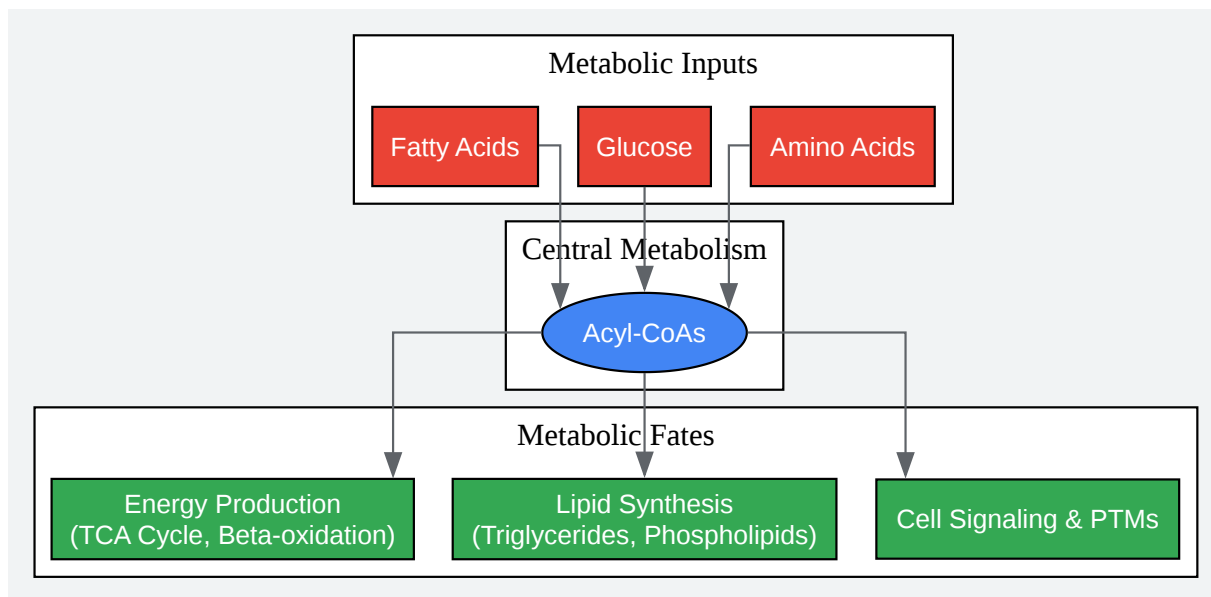 Metabolic Inputs
Fatty Acids
Glucose
Amino Acids
Central Metabolism
Acyl-CoAs
Metabolic Fates
Energy Production
(TCA Cycle, Beta-oxidation)
Lipid Synthesis
(Triglycerides, Phospholipids)
Cell Signaling & PTMs